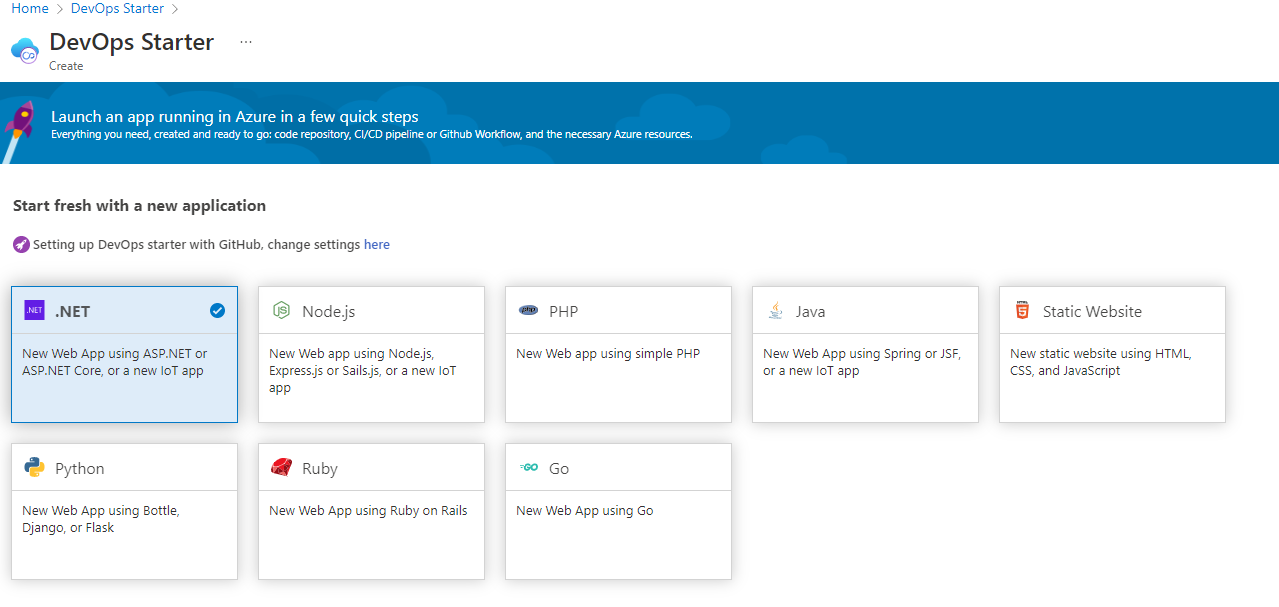 Home > DevOps Starter >
DevOps Starter ...
Create
Launch an app running in Azure in a few quick steps
Everything you need, created and ready to go: code repository, CI/CD pipeline or Github Workflow, and the necessary Azure resources.
Start fresh with a new application
Setting up DevOps starter with GitHub, change settings here
.NET .NET
New Web App using ASP.NET or
ASP.NET Core, or a new IoT app
JS Node.js
New Web app using Node.js,
Express.js or Sails.js, or a new IoT
app
php PHP
New Web app using simple PHP
Java
New Web App using Spring or JSF,
or a new IoT app
5 Static Website
New static website using HTML,
CSS, and JavaScript
Python
New Web App using Bottle,
Django, or Flask
Ruby
New Web App using Ruby on Rails
GO Go
New Web App using Go